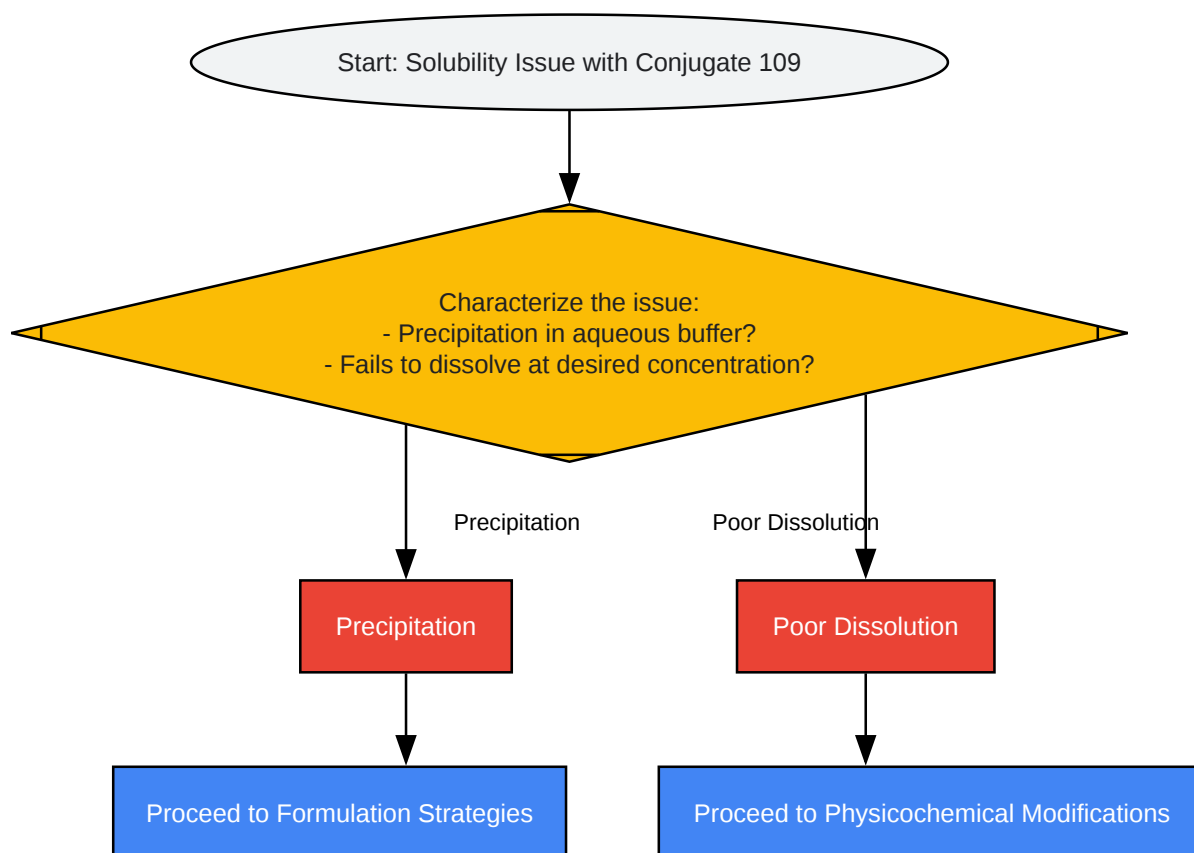 Start: Solubility Issue with Conjugate 109
Characterize the issue:
- Precipitation in aqueous buffer?
- Fails to dissolve at desired concentration?
Precipitation
Poor Dissolution
Precipitation
Poor Dissolution
Proceed to Formulation Strategies
Proceed to Physicochemical Modifications